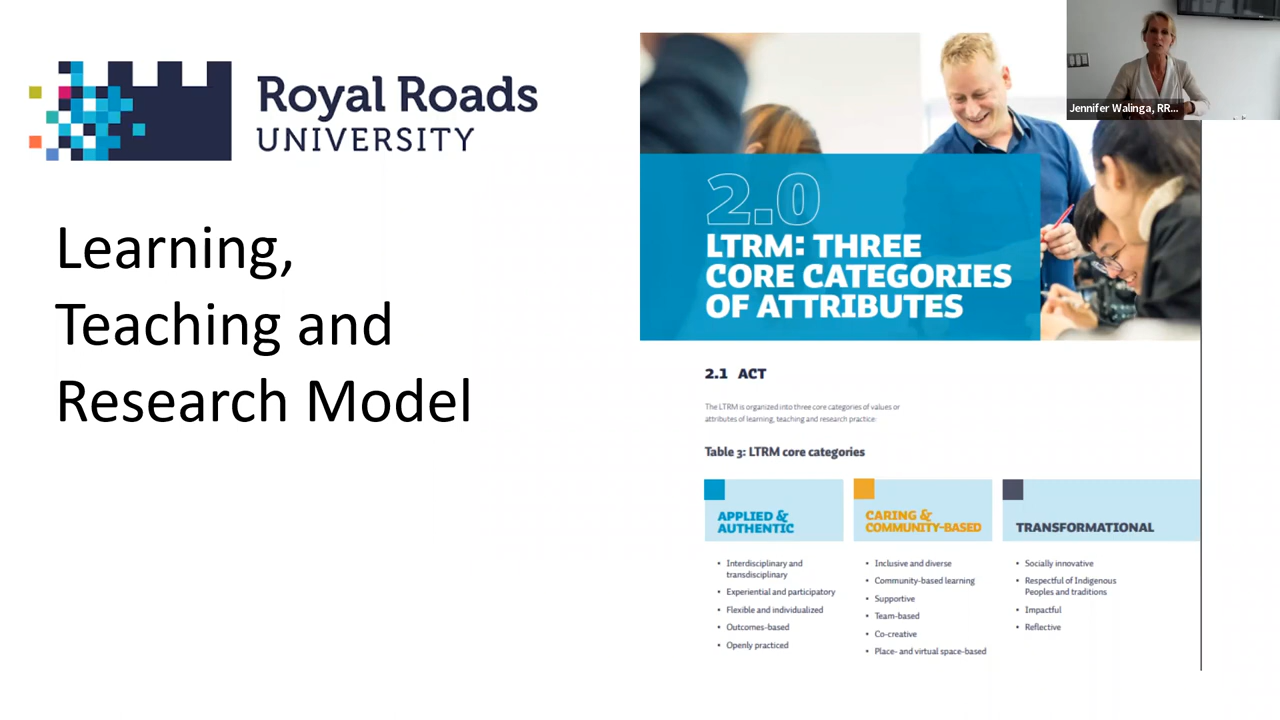 Royal Roads
UNIVERSITY
Learning,
Teaching and
Research Model
Jennifer Walinga, RR...
2.0
LTRM: THREE
CORE CATEGORIES
OF ATTRIBUTES
2.1 ACT
The LTRM is organized into three core categories of values or
attributes of learning, teaching and research practice:
Table 3: LTRM core categories
APPLIED &
AUTHENTIC
• Interdisciplinary and
transdisciplinary
• Experiential and participatory
• Flexible and individualized
• Outcomes-based
• Openly practiced
CARING &
COMMUNITY-BASED
• Inclusive and diverse
• Community-based learning
• Supportive
• Team-based
• Co-creative
• Place- and virtual space-based
TRANSFORMATIONAL
• Socially innovative
• Respectful of Indigenous
Peoples and traditions
• Impactful
• Reflective